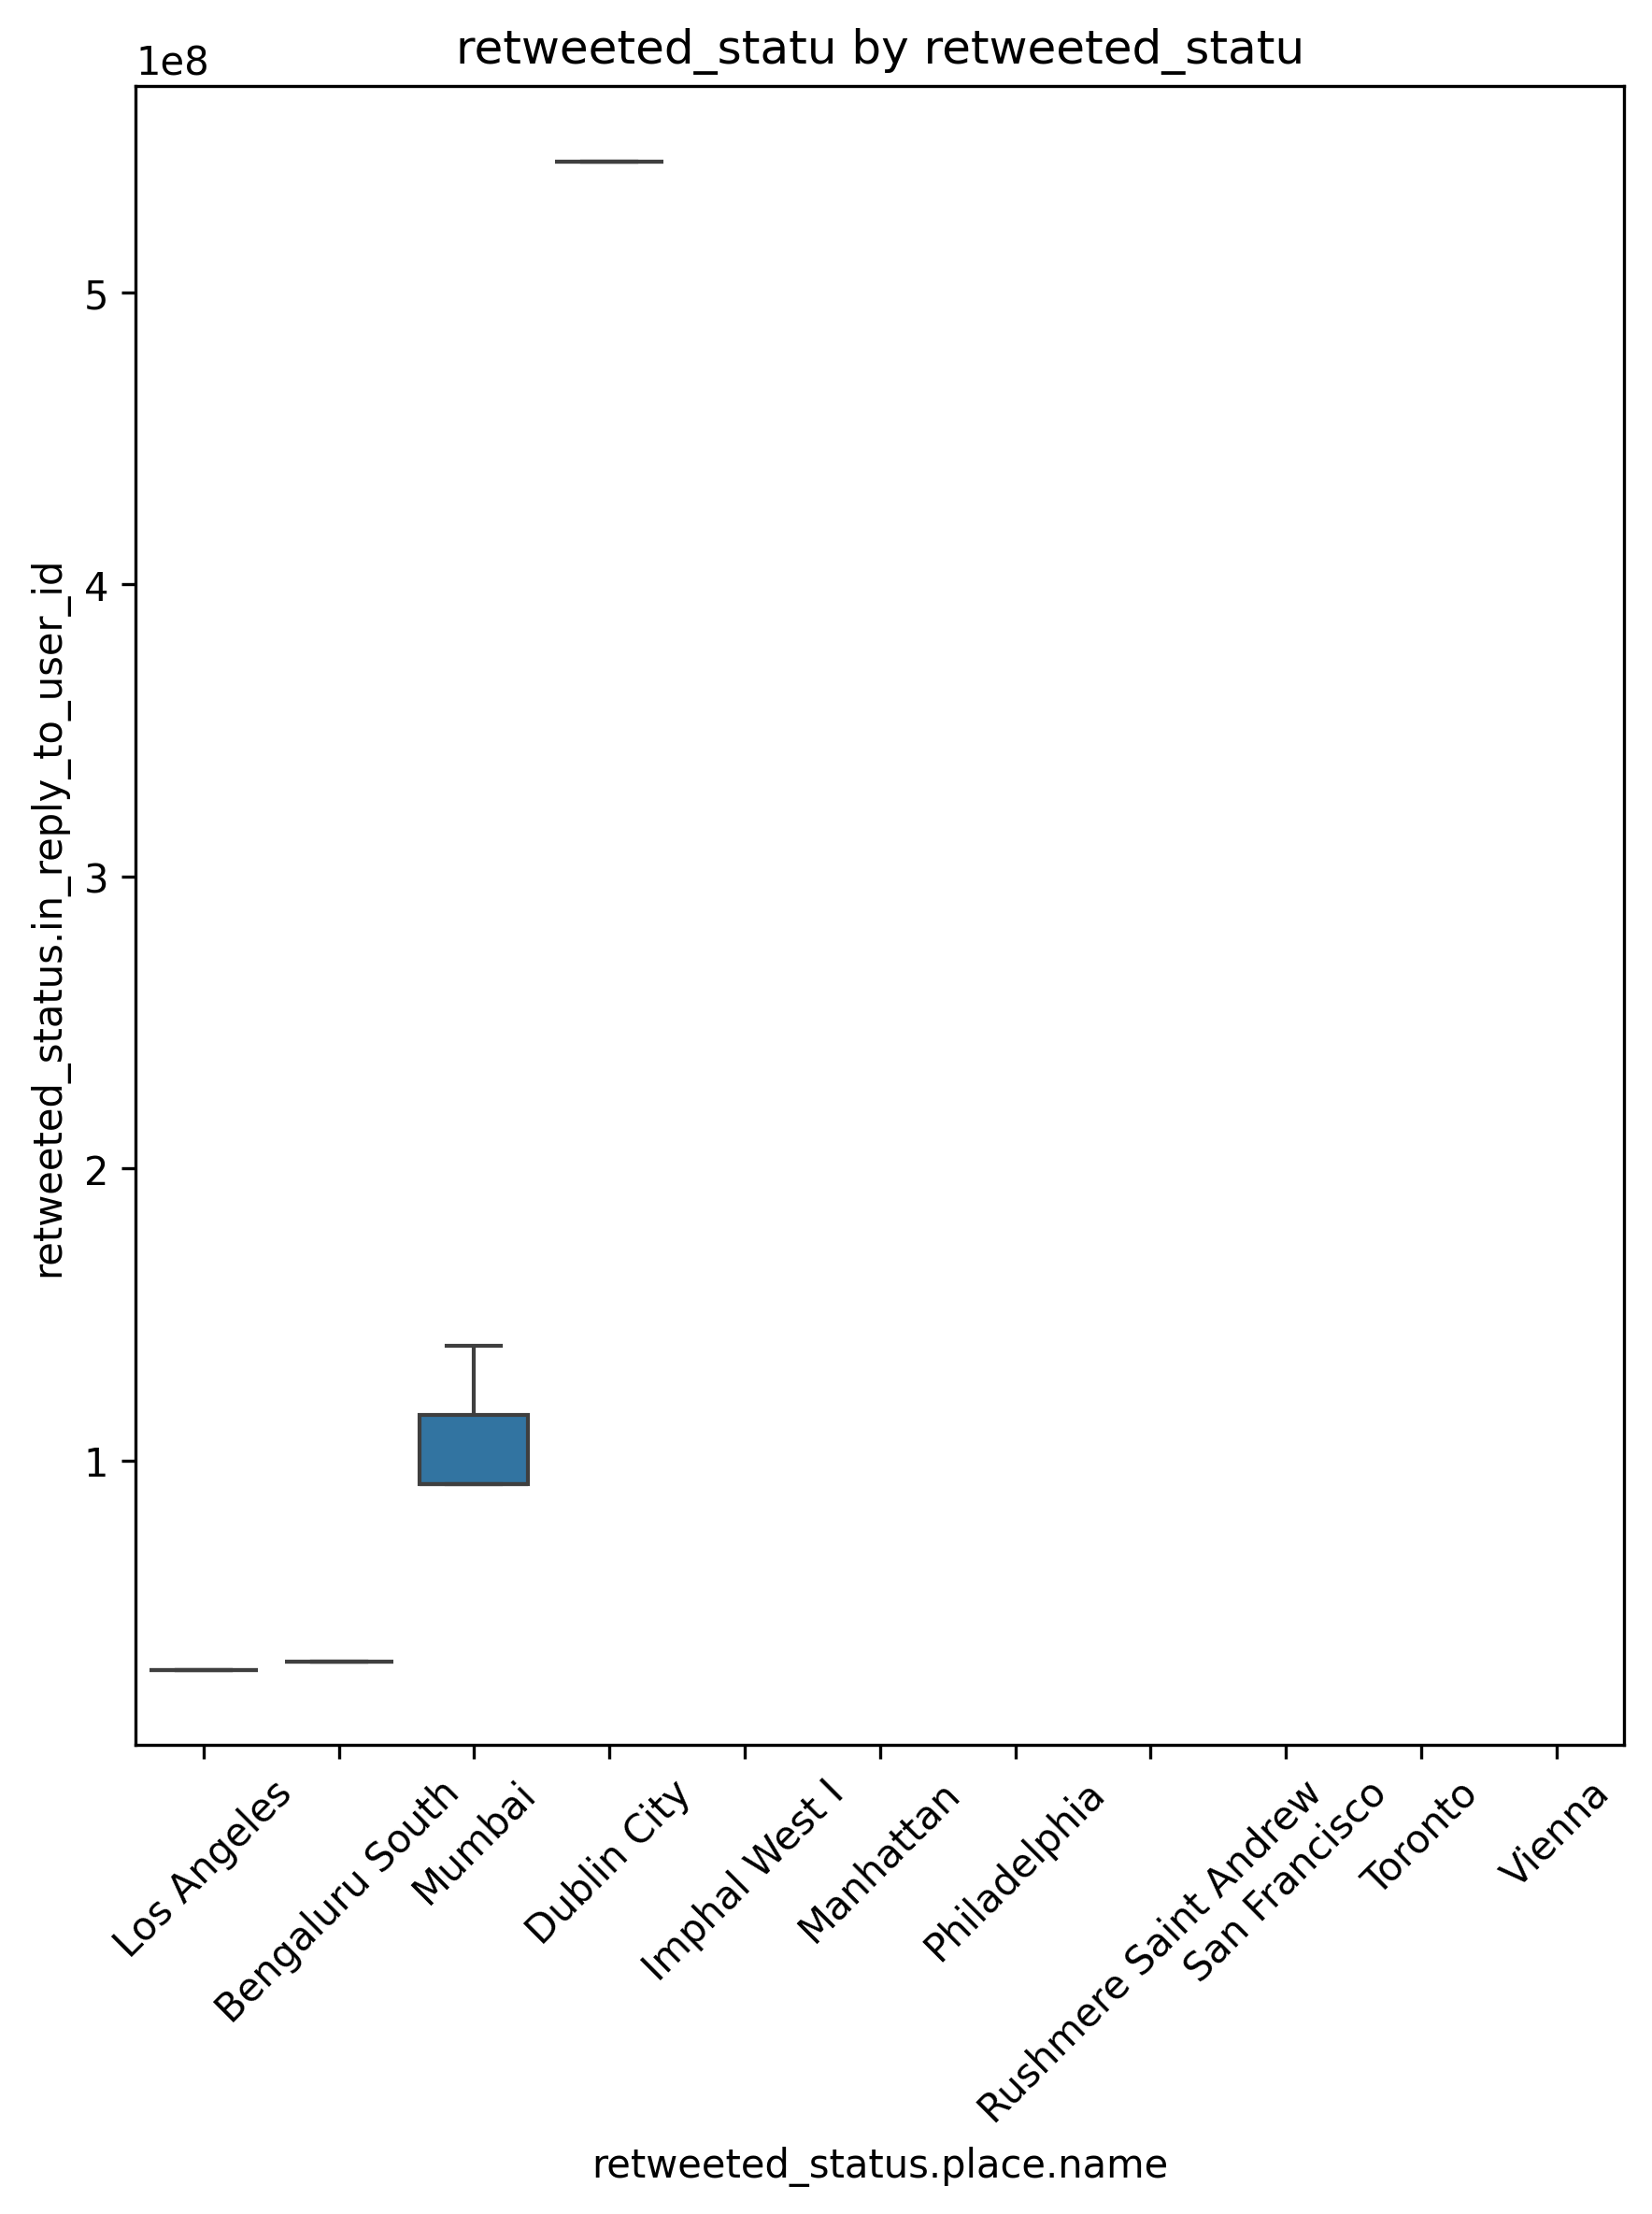 retweeted_statu by retweeted_statu
1e8
5
4
3
2
1
retweeted_status.in_reply_to_user_id
Los Angeles
Bengaluru South
Mumbai
Dublin City
Imphal West I
Manhattan
Philadelphia
Rushmere Saint Andrew
San Francisco
Toronto
Vienna
retweeted_status.place.name